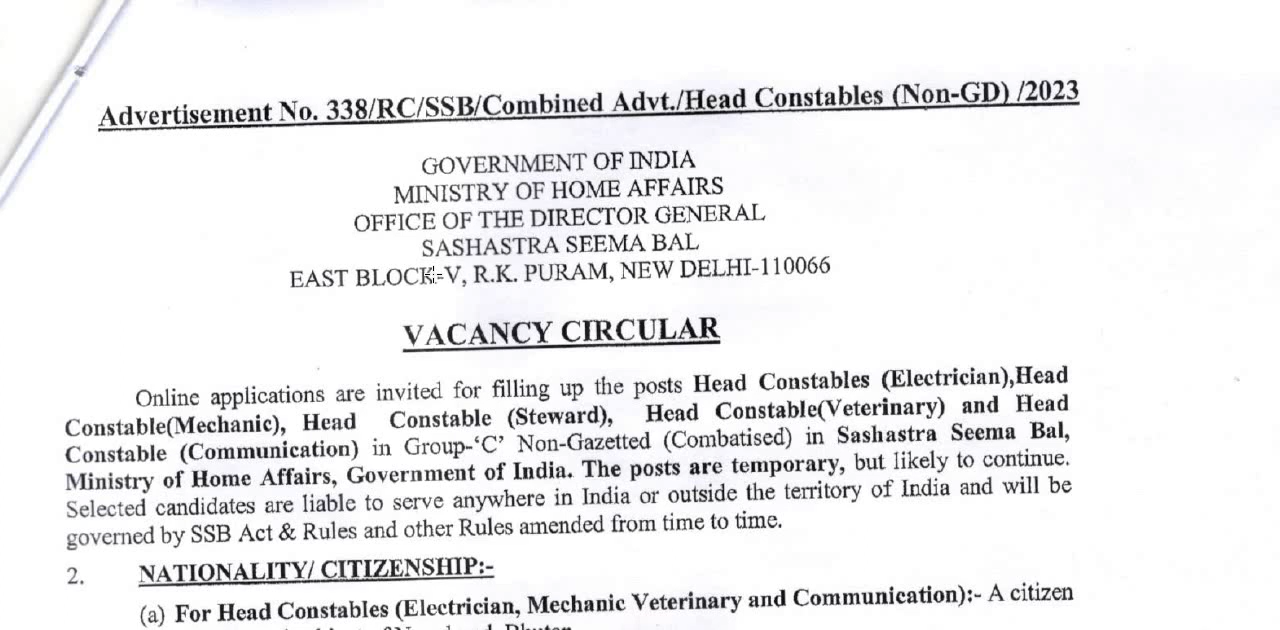 Advertisement No. 338/RC/SSB/Combined Advt./Head Constables (Non-GD) /2023
GOVERNMENT OF INDIA
MINISTRY OF HOME AFFAIRS
OFFICE OF THE DIRECTOR GENERAL
SASHASTRA SEEMA BAL
EAST BLOCK-V, R.K. PURAM, NEW DELHI-110066
VACANCY CIRCULAR
Online applications are invited for filling up the posts Head Constables (Electrician),Head
Constable(Mechanic), Head Constable (Steward), Head Constable(Veterinary) and Head
Constable (Communication) in Group-‘C’ Non-Gazetted (Combatised) in Sashastra Seema Bal,
Ministry of Home Affairs, Government of India. The posts are temporary, but likely to continue.
Selected candidates are liable to serve anywhere in India or outside the territory of India and will be
governed by SSB Act & Rules and other Rules amended from time to time.
2. NATIONALITY/ CITIZENSHIP:-
(a) For Head Constables (Electrician, Mechanic Veterinary and Communication):- A citizen